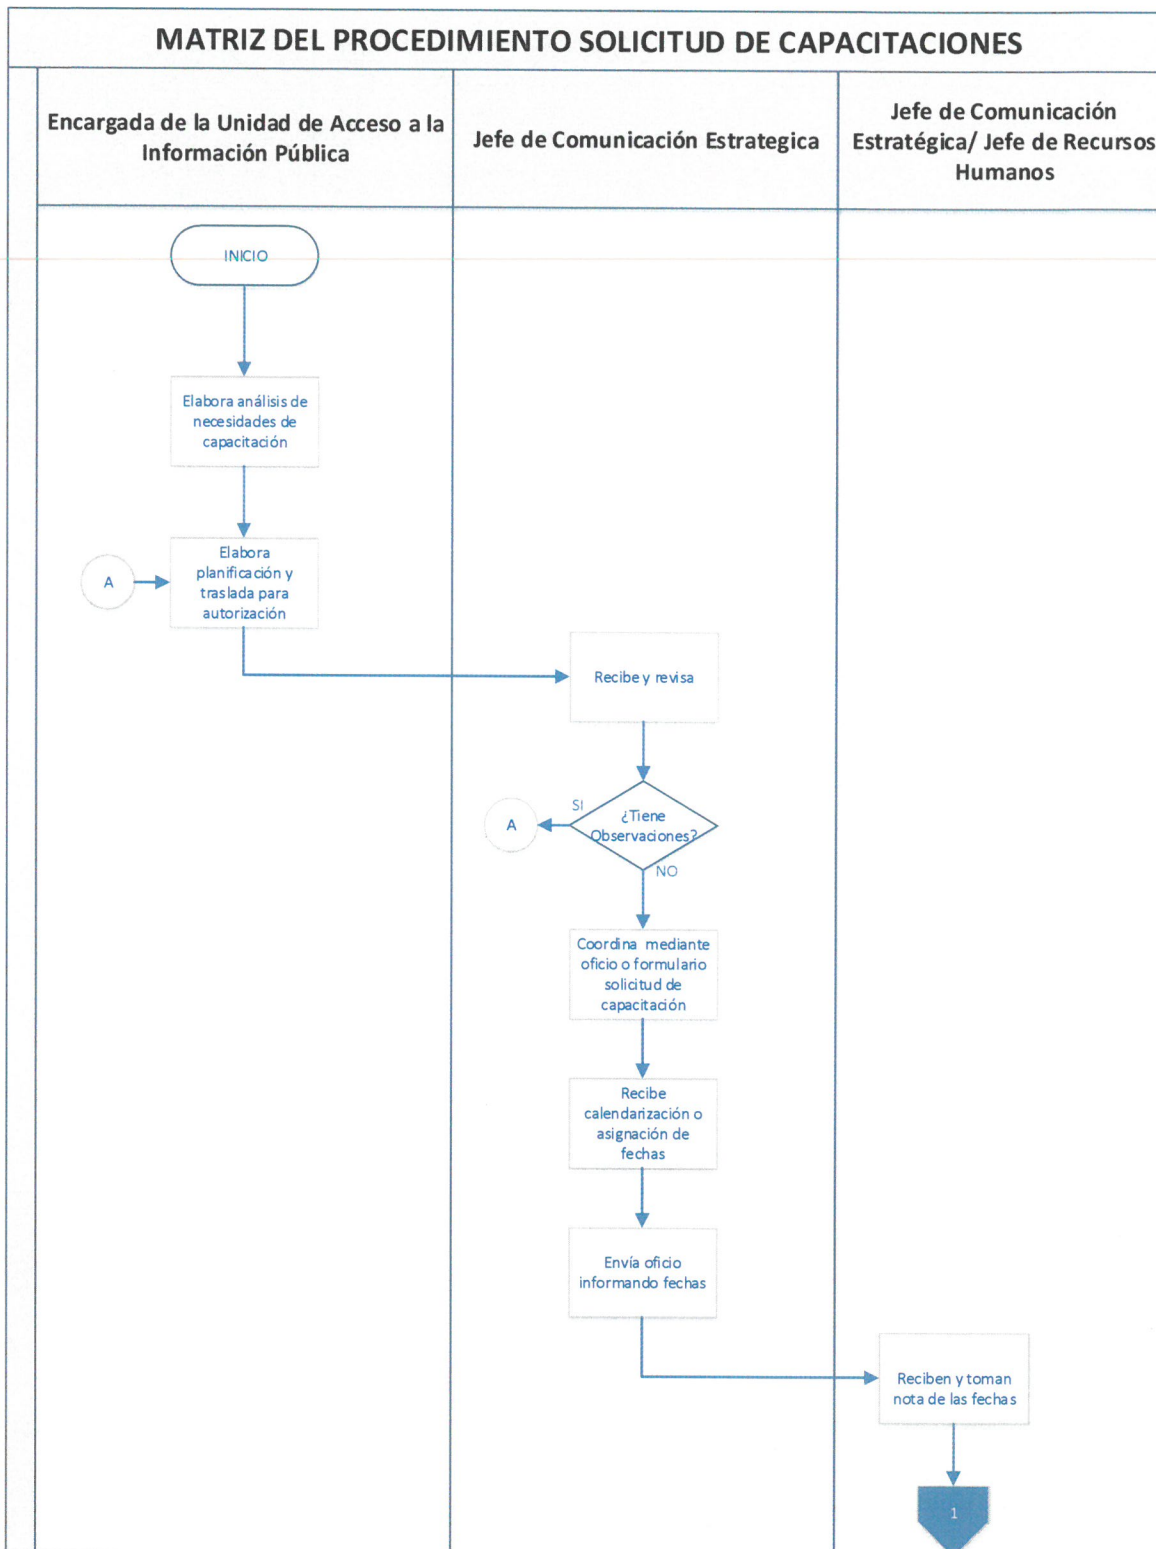 MATRIZ DEL PROCEDIMIENTO SOLICITUD DE CAPACITACIONES
Encargada de la Unidad de Acceso a la
Información Pública
Jefe de Comunicación Estrategica
Jefe de Comunicación
Estratégica/ Jefe de Recursos
Humanos
INICIO
Elabora análisis de
necesidades de
capacitación
A
Elabora
planificación y
traslada para
autorización
Recibe y revisa
A
SI
¿Tiene
Observaciones?
NO
Coordina mediante
oficio o formulario
solicitud de
capacitación
Recibe
calendarización o
asignación de
fechas
Envía oficio
informando fechas
Reciben y toman
nota de las fechas
1